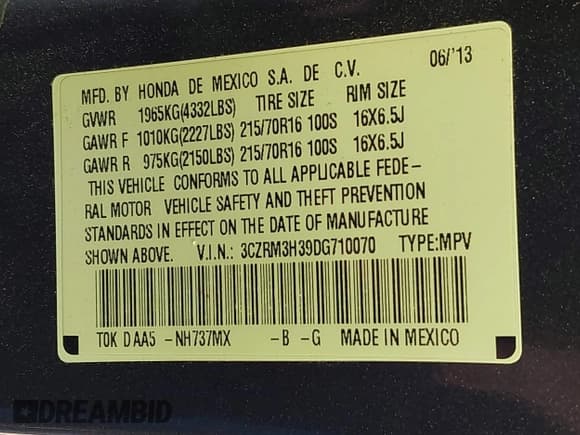 MFD. BY HONDA DE MEXICO S.A. DE C.V. 06/'13
GVWR 1965KG(4332LBS) TIRE SIZE RIM SIZE
GAWR F 1010KG(2227LBS) 215/70R16 100S 16X6.5J
GAWR R 975KG(2150LBS) 215/70R16 100S 16X6.5J
THIS VEHICLE CONFORMS TO ALL APPLICABLE FEDE-
RAL MOTOR VEHICLE SAFETY AND THEFT PREVENTION
STANDARDS IN EFFECT ON THE DATE OF MANUFACTURE
SHOWN ABOVE. V.I.N.: 3CZRM3H39DG710070 TYPE:MPV
T0K D AA5 -NH737MX -B -G MADE IN MEXICO
DREAMBID